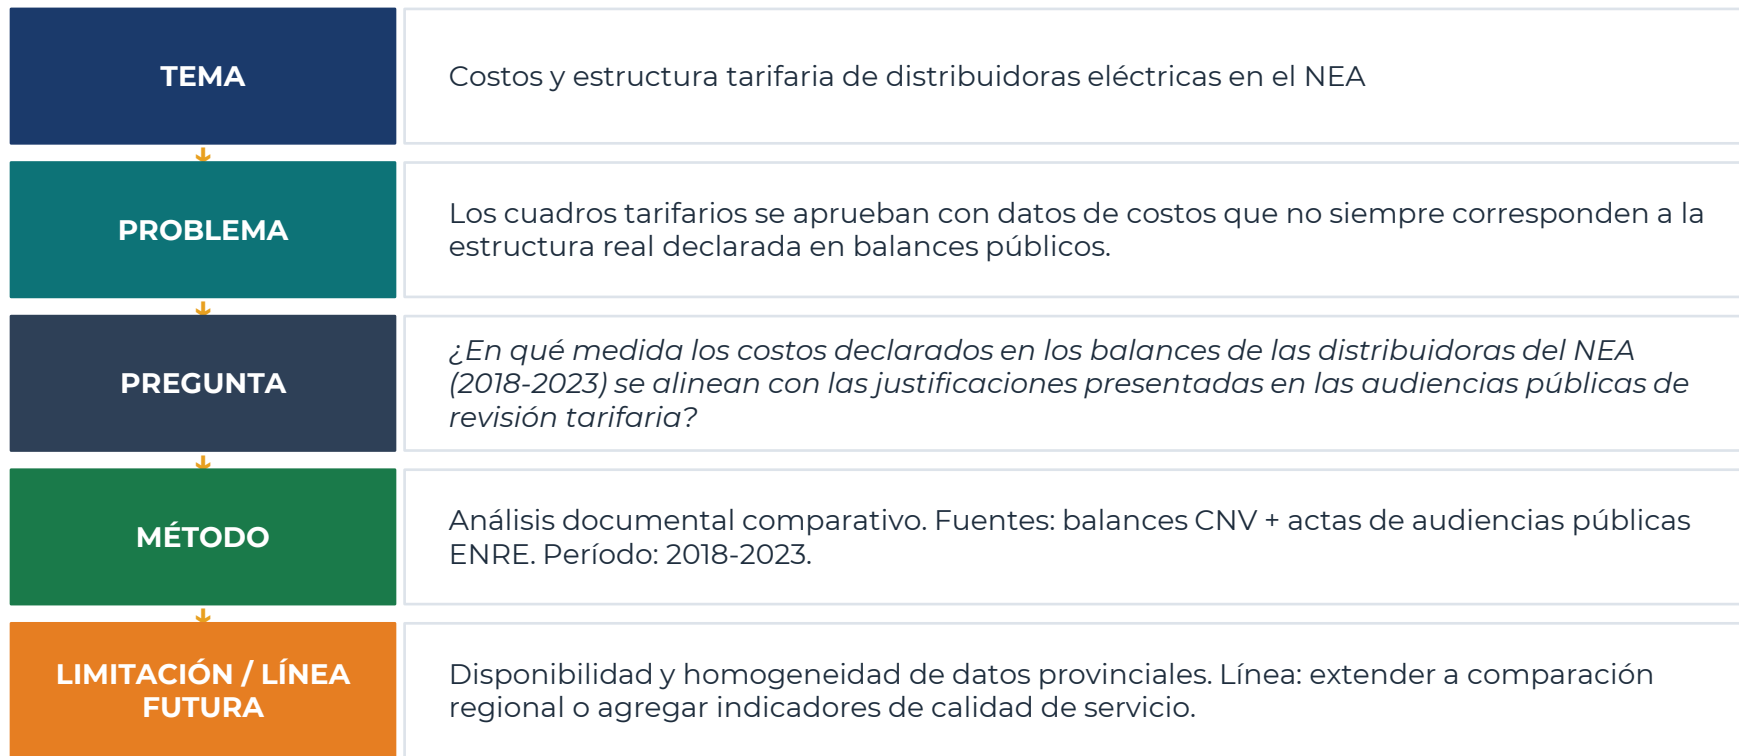 TEMA
Costos y estructura tarifaria de distribuidoras eléctricas en el NEA
PROBLEMA
Los cuadros tarifarios se aprueban con datos de costos que no siempre corresponden a la
estructura real declarada en balances públicos.
PREGUNTA
¿En qué medida los costos declarados en los balances de las distribuidoras del NEA
(2018-2023) se alinean con las justificaciones presentadas en las audiencias públicas de
revisión tarifaria?
MÉTODO
Análisis documental comparativo. Fuentes: balances CNV + actas de audiencias públicas
ENRE. Período: 2018-2023.
LIMITACIÓN / LÍNEA
FUTURA
Disponibilidad y homogeneidad de datos provinciales. Línea: extender a comparación
regional o agregar indicadores de calidad de servicio.